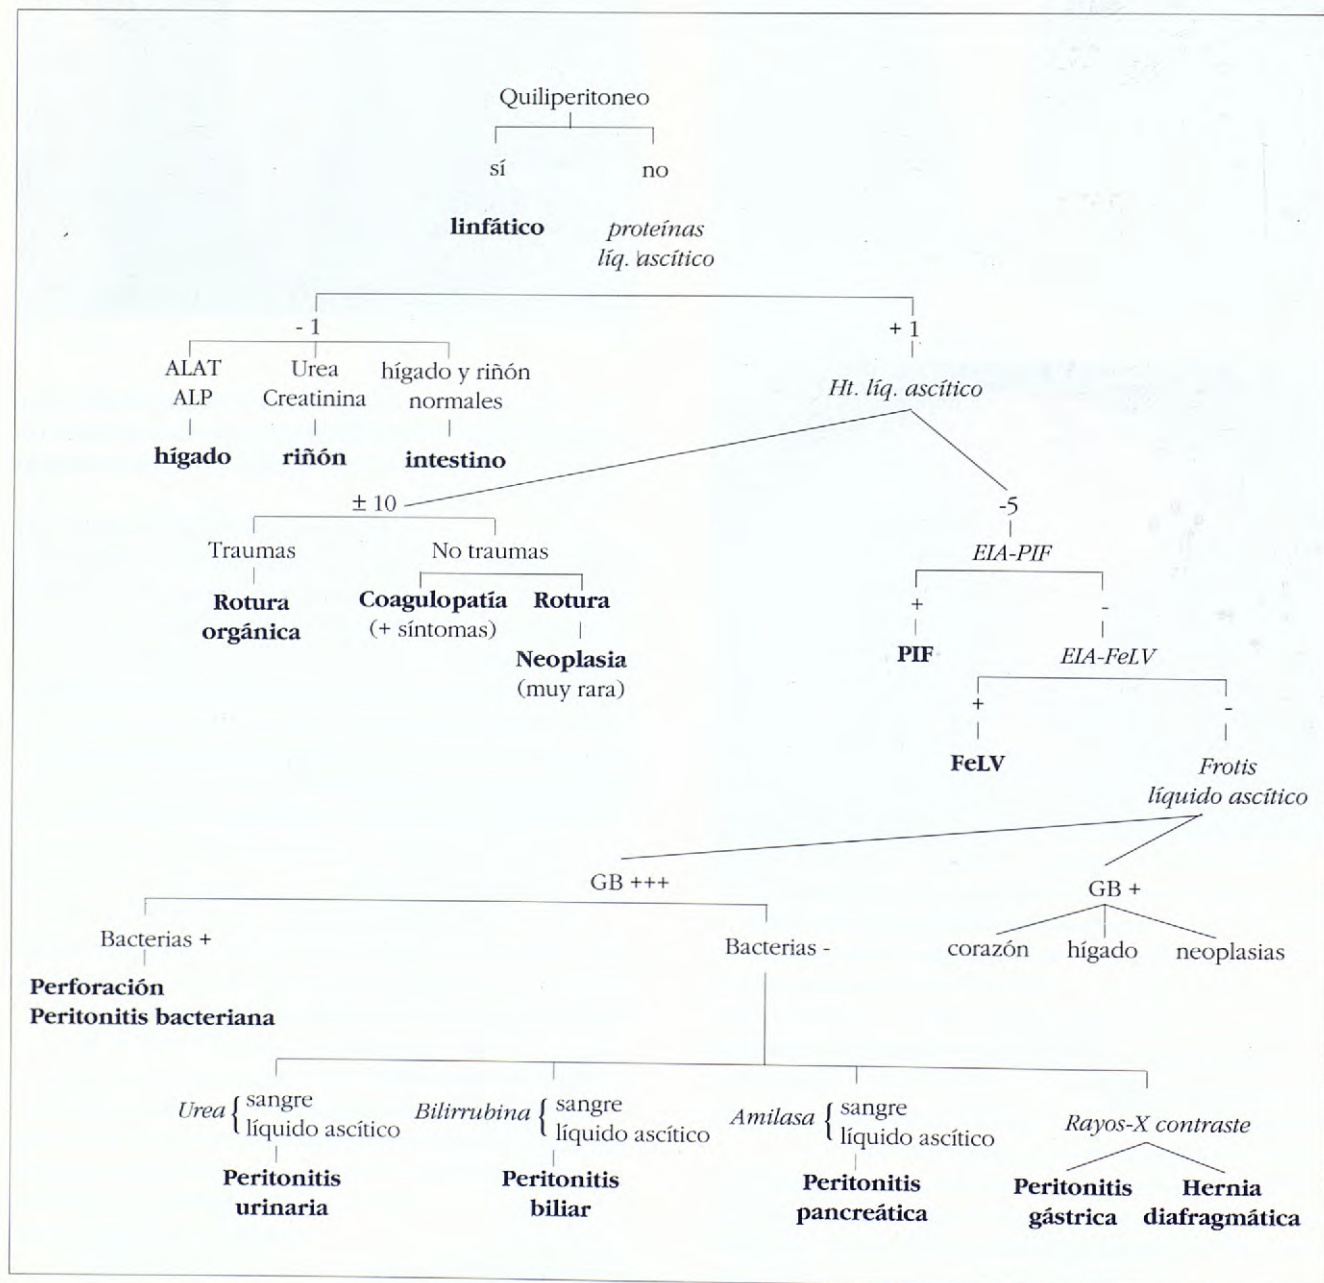 Quiliperitoneo
sí no
linfático proteínas
líq. ascítico
- 1 + 1
ALAT Urea hígado y riñón
ALP Creatinina normales
Ht. líq. ascítico
hígado riñón intestino
± 10 -5
Traumas No traumas EIA-PIF
Rotura Coagulopatía Rotura + -
orgánica (+ síntomas)
Neoplasia PIF EIA-FeLV
(muy rara)
+ -
FeLV Frotis
líquido ascítico
GB +++ GB +
Bacterias + Bacterias - corazón hígado neoplasias
Perforación
Peritonitis bacteriana
Urea { sangre Bilirrubina { sangre Amilasa { sangre Rayos-X contraste
líquido ascítico líquido ascítico líquido ascítico
Peritonitis Peritonitis Peritonitis Peritonitis Hernia
urinaria biliar pancreática gástrica diafragmática